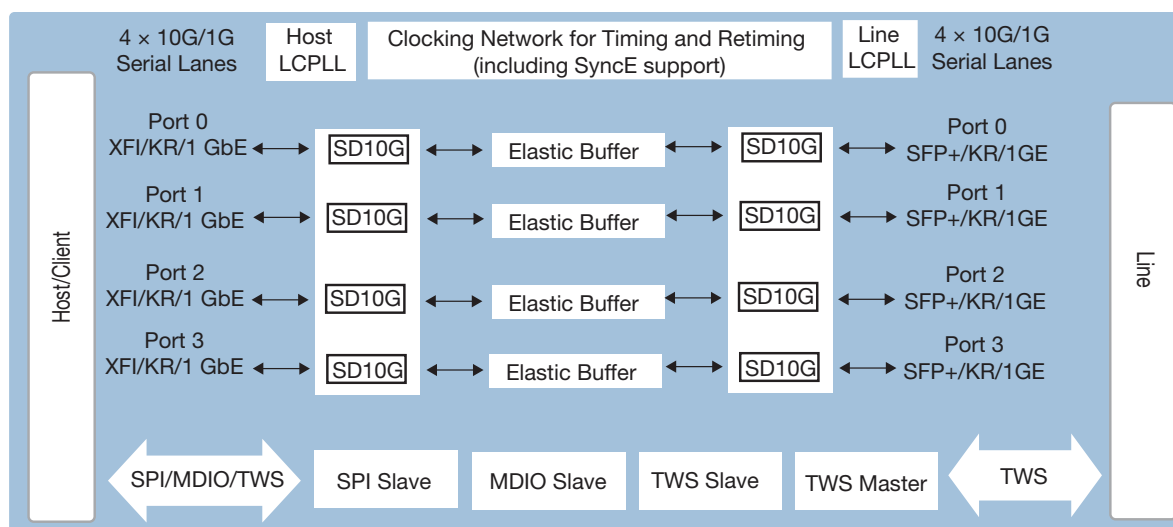 4 × 10G/1G
Serial Lanes
Host
LCPLL
Clocking Network for Timing and Retiming
(including SyncE support)
Line
LCPLL
4 × 10G/1G
Serial Lanes
Host/Client
Line
Port 0
XFI/KR/1 GbE
SD10G
Elastic Buffer
SD10G
Port 0
SFP+/KR/1GE
Port 1
XFI/KR/1 GbE
SD10G
Elastic Buffer
SD10G
Port 1
SFP+/KR/1GE
Port 2
XFI/KR/1 GbE
SD10G
Elastic Buffer
SD10G
Port 2
SFP+/KR/1GE
Port 3
XFI/KR/1 GbE
SD10G
Elastic Buffer
SD10G
Port 3
SFP+/KR/1GE
SPI/MDIO/TWS
SPI Slave
MDIO Slave
TWS Slave
TWS Master
TWS